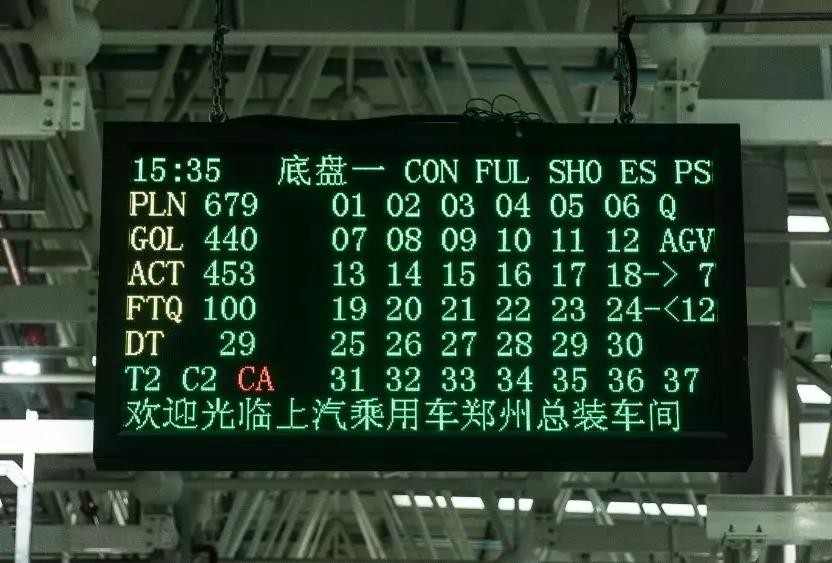 15:35 底盘一 CON FUL SHO ES PS
PLN 679 01 02 03 04 05 06 Q
GOL 440 07 08 09 10 11 12 AGV
ACT 453 13 14 15 16 17 18-> 7
FTQ 100 19 20 21 22 23 24-<12
DT 29 25 26 27 28 29 30
T2 C2 CA 31 32 33 34 35 36 37
欢迎光临上汽乘用车郑州总装车间